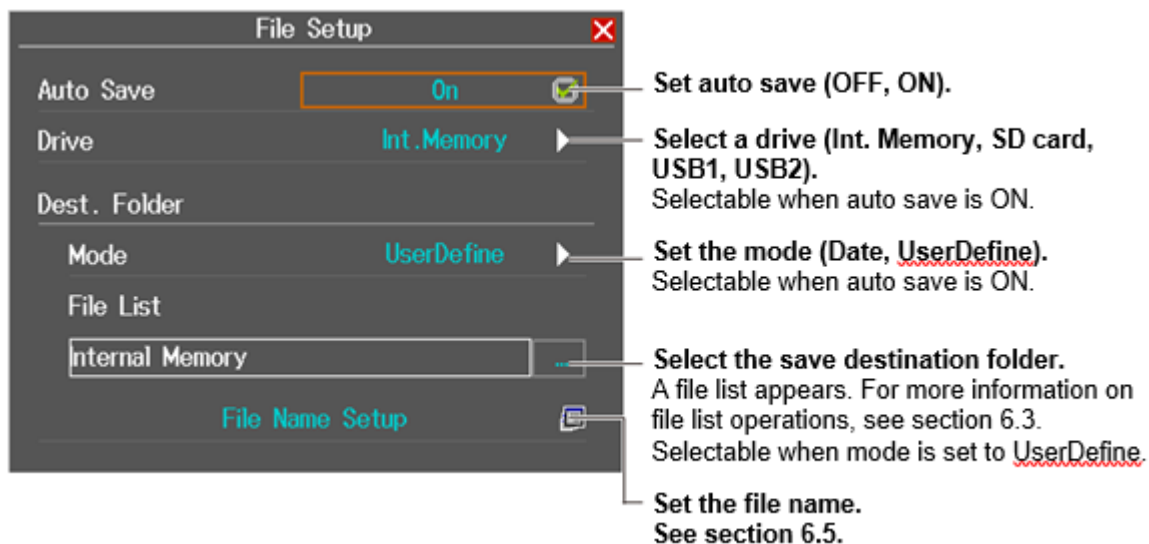 File Setup
Auto Save On
Set auto save (OFF, ON).
Drive Int.Memory
Select a drive (Int. Memory, SD card,
USB1, USB2).
Selectable when auto save is ON.
Dest. Folder
Mode UserDefine
Set the mode (Date, UserDefine).
Selectable when auto save is ON.
File List
nternal Memory
...
Select the save destination folder.
A file list appears. For more information on
file list operations, see section 6.3.
Selectable when mode is set to UserDefine.
File Name Setup
Set the file name.
See section 6.5.